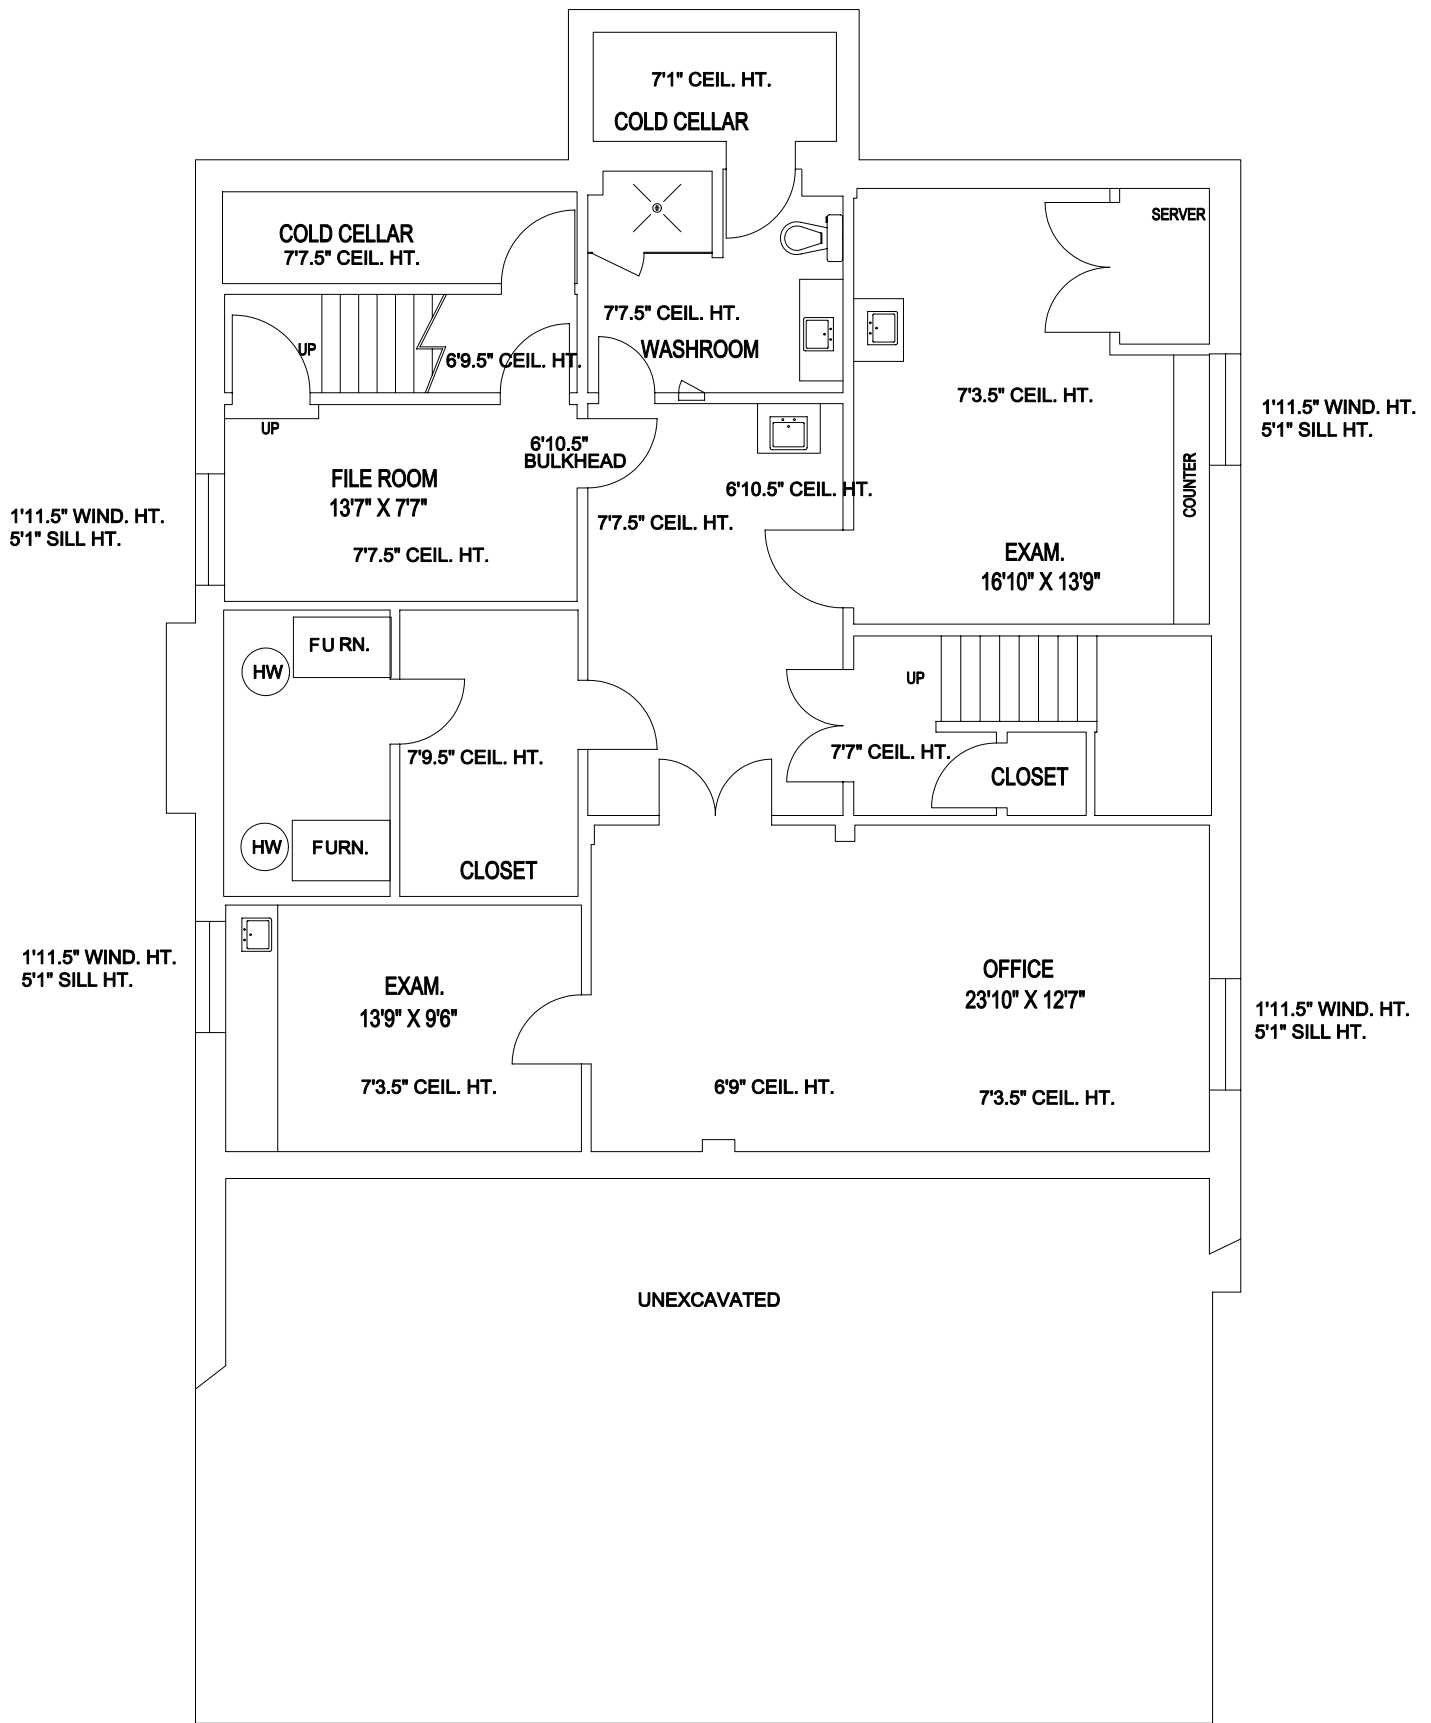 7'1" CEIL. HT.
COLD CELLAR
SERVER
COLD CELLAR
7'7.5" CEIL. HT.
7'7.5" CEIL. HT.
WASHROOM
UP
6'9.5" CEIL. HT.
7'3.5" CEIL. HT.
1'11.5" WIND. HT.
5'1" SILL HT.
UP
6'10.5"
BULKHEAD
FILE ROOM
13'7" X 7'7"
6'10.5" CEIL. HT.
COUNTER
1'11.5" WIND. HT.
5'1" SILL HT.
7'7.5" CEIL. HT.
7'7.5" CEIL. HT.
EXAM.
16'10" X 13'9"
FURN.
HW
UP
7'9.5" CEIL. HT.
7'7" CEIL. HT.
CLOSET
HW
FURN.
CLOSET
1'11.5" WIND. HT.
5'1" SILL HT.
EXAM.
13'9" X 9'6"
OFFICE
23'10" X 12'7"
1'11.5" WIND. HT.
5'1" SILL HT.
7'3.5" CEIL. HT.
6'9" CEIL. HT.
7'3.5" CEIL. HT.
UNEXCAVATED